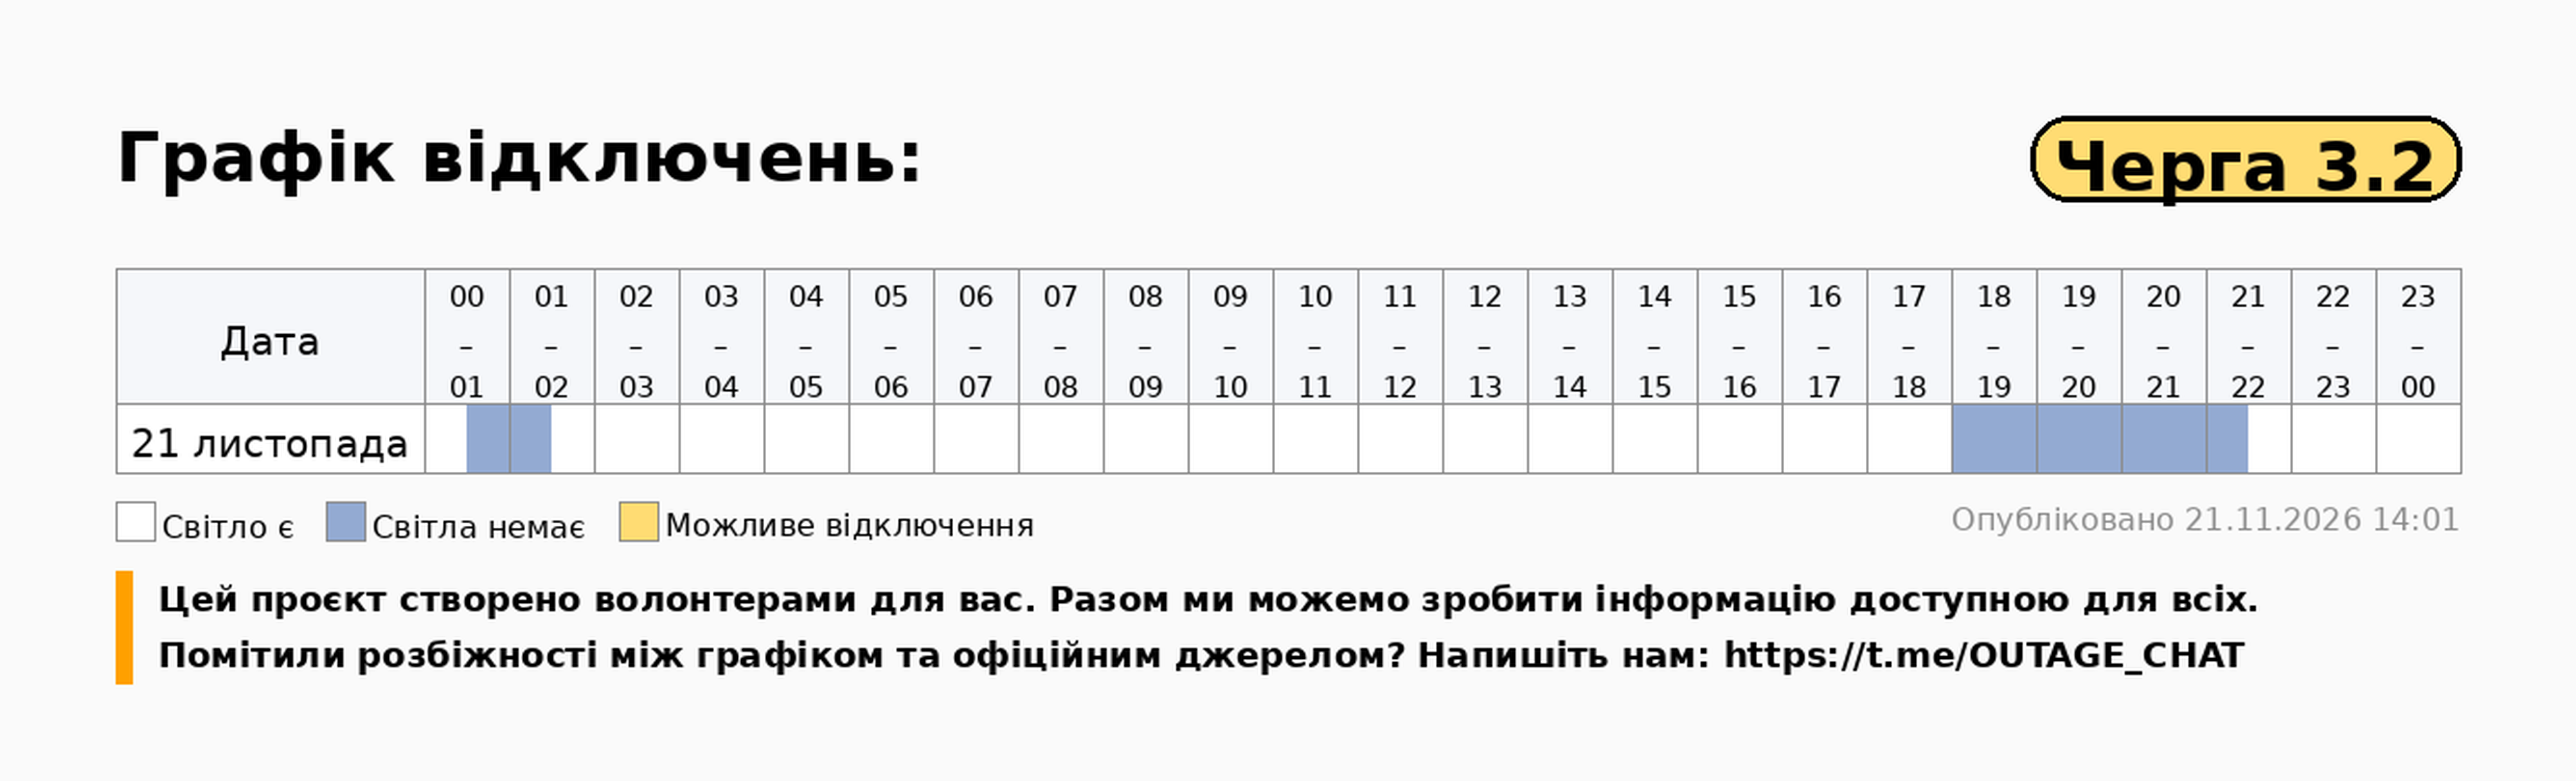 Графік відключень:
Черга 3.2
Дата
00 – 01
01 – 02
02 – 03
03 – 04
04 – 05
05 – 06
06 – 07
07 – 08
08 – 09
09 – 10
10 – 11
11 – 12
12 – 13
13 – 14
14 – 15
15 – 16
16 – 17
17 – 18
18 – 19
19 – 20
20 – 21
21 – 22
22 – 23
23 – 00
21 листопада
Світло є
Світла немає
Можливе відключення
Опубліковано 21.11.2026 14:01
Цей проєкт створено волонтерами для вас. Разом ми можемо зробити інформацію доступною для всіх.
Помітили розбіжності між графіком та офіційним джерелом? Напишіть нам: https://t.me/OUTAGE_CHAT